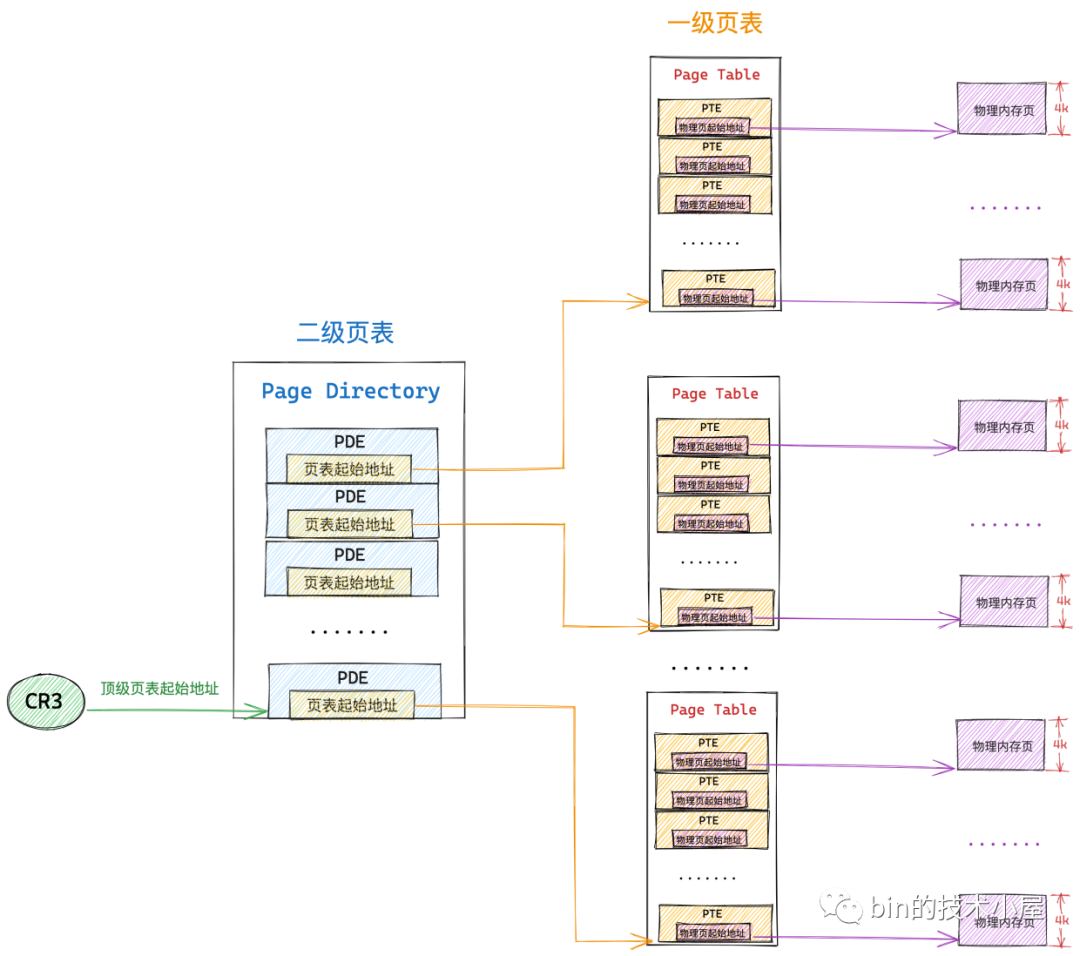 一级页表
Page Table
PTE
物理页起始地址
PTE
物理页起始地址
PTE
物理页起始地址
·······
PTE
物理页起始地址
物理内存页
4k
·······
物理内存页
4k
二级页表
Page Directory
PDE
页表起始地址
PDE
页表起始地址
PDE
页表起始地址
·······
PDE
页表起始地址
CR3
顶级页表起始地址
Page Table
PTE
物理页起始地址
PTE
物理页起始地址
PTE
物理页起始地址
·······
PTE
物理页起始地址
物理内存页
4k
·······
物理内存页
4k
·······
Page Table
PTE
物理页起始地址
PTE
物理页起始地址
PTE
物理页起始地址
·······
PTE
物理页起始地址
物理内存页
4k
·······
物理内存页
4k
bin的技术小屋